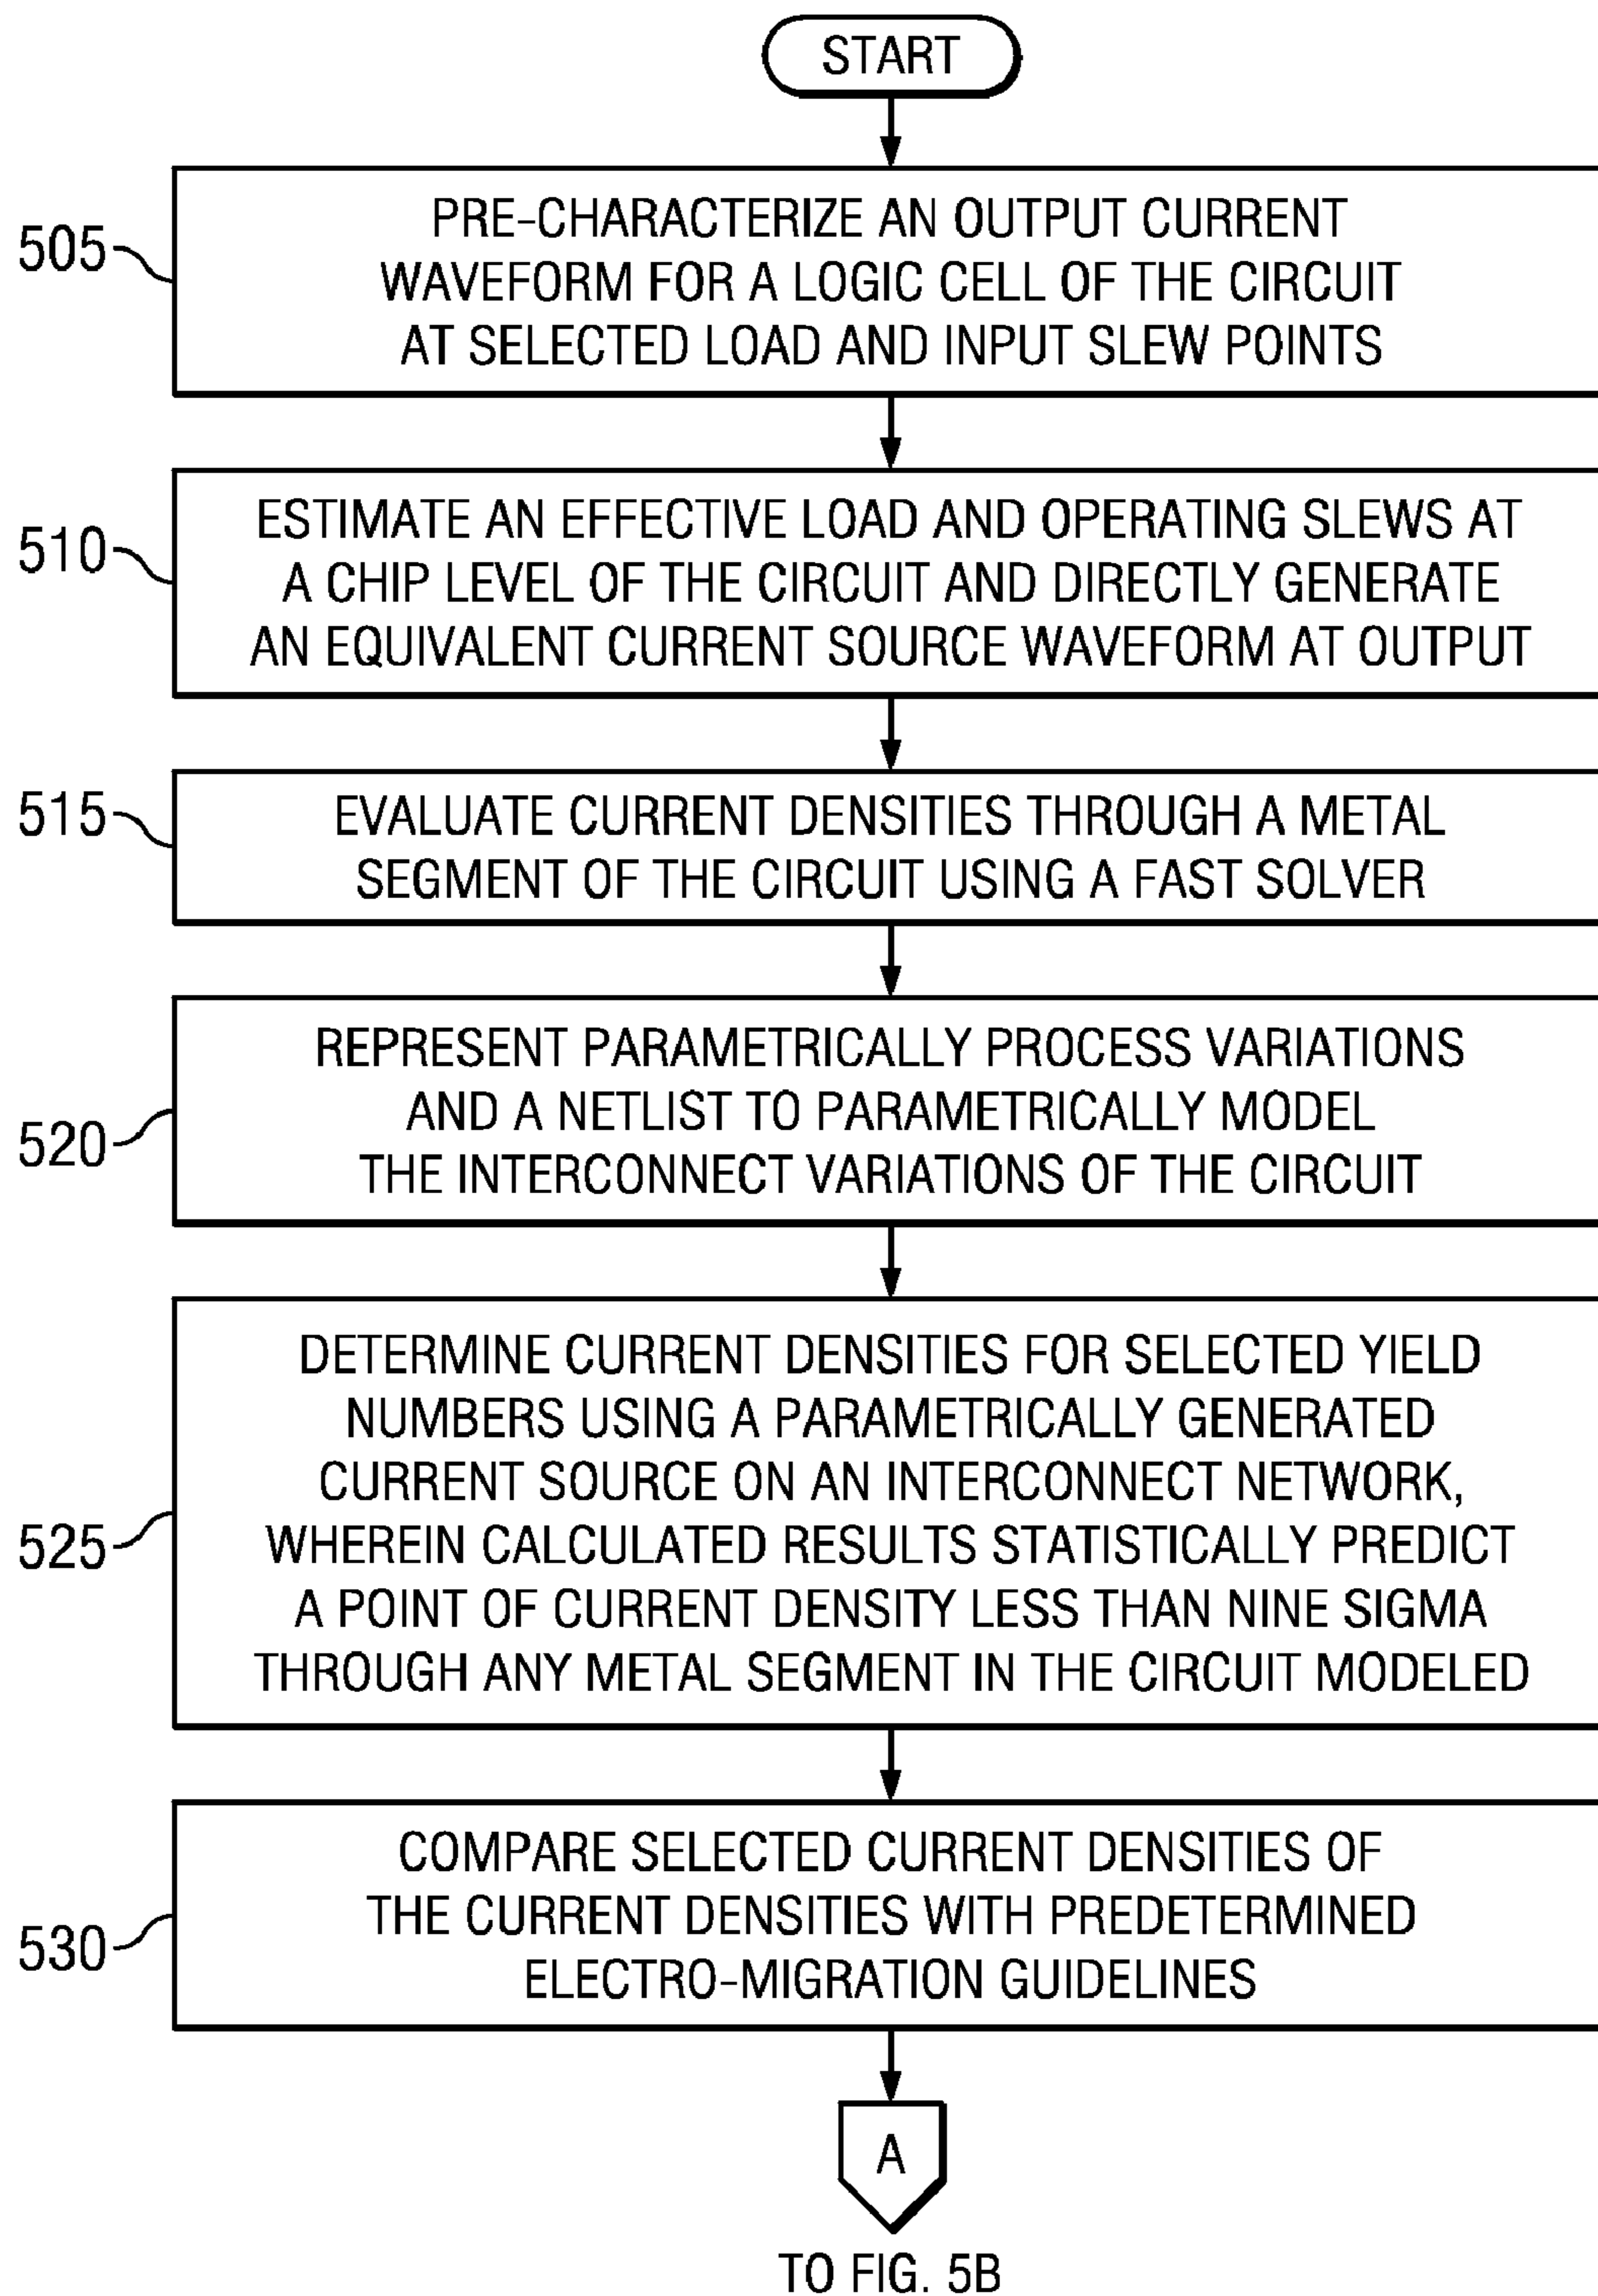 START
505
PRE-CHARACTERIZE AN OUTPUT CURRENT
WAVEFORM FOR A LOGIC CELL OF THE CIRCUIT
AT SELECTED LOAD AND INPUT SLEW POINTS
510
ESTIMATE AN EFFECTIVE LOAD AND OPERATING SLEWS AT
A CHIP LEVEL OF THE CIRCUIT AND DIRECTLY GENERATE
AN EQUIVALENT CURRENT SOURCE WAVEFORM AT OUTPUT
515
EVALUATE CURRENT DENSITIES THROUGH A METAL
SEGMENT OF THE CIRCUIT USING A FAST SOLVER
520
REPRESENT PARAMETRICALLY PROCESS VARIATIONS
AND A NETLIST TO PARAMETRICALLY MODEL
THE INTERCONNECT VARIATIONS OF THE CIRCUIT
525
DETERMINE CURRENT DENSITIES FOR SELECTED YIELD
NUMBERS USING A PARAMETRICALLY GENERATED
CURRENT SOURCE ON AN INTERCONNECT NETWORK,
WHEREIN CALCULATED RESULTS STATISTICALLY PREDICT
A POINT OF CURRENT DENSITY LESS THAN NINE SIGMA
THROUGH ANY METAL SEGMENT IN THE CIRCUIT MODELED
530
COMPARE SELECTED CURRENT DENSITIES OF
THE CURRENT DENSITIES WITH PREDETERMINED
ELECTRO-MIGRATION GUIDELINES
A
TO FIG. 5B